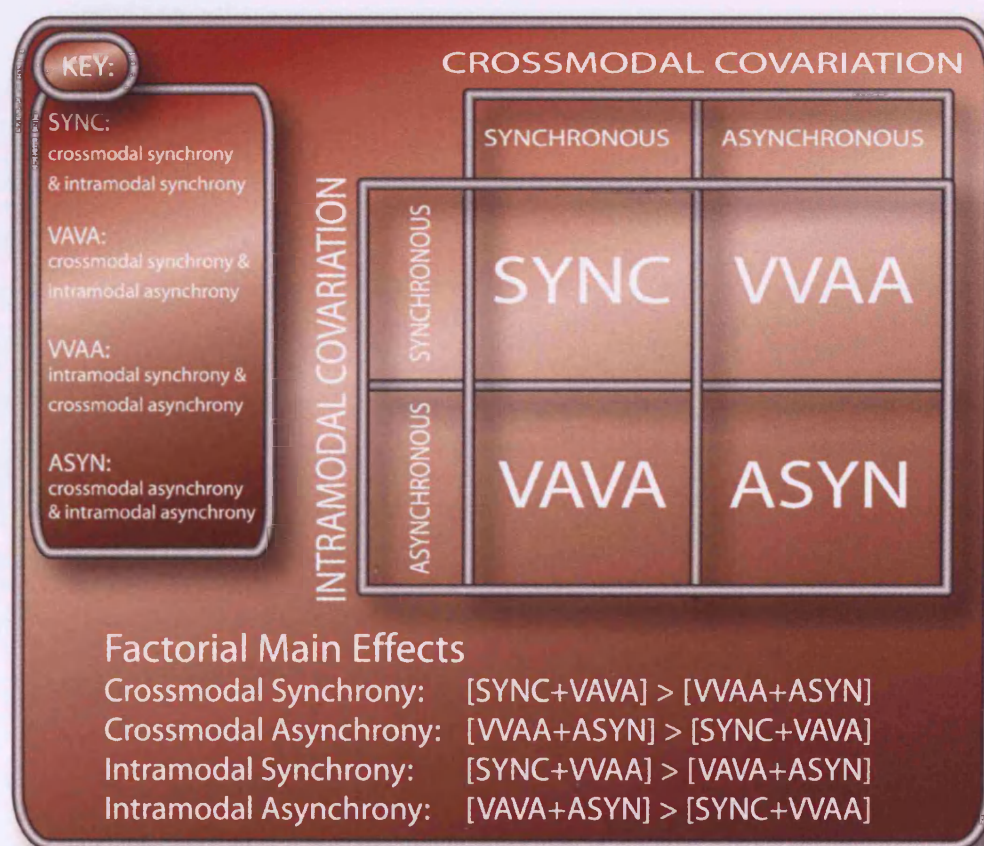 KEY:
SYNC:
crossmodal synchrony
& intramodal synchrony
VAVA:
crossmodal synchrony &
intramodal asynchrony
VVAA:
intramodal synchrony &
crossmodal asynchrony
ASYN:
crossmodal asynchrony
& intramodal asynchrony
CROSSMODAL COVARIATION
SYNCHRONOUS ASYNCHRONOUS
INTRAMODAL COVARIATION
SYNCHRONOUS
SYNC VVAA
ASYNCHRONOUS
VAVA ASYN
Factorial Main Effects
Crossmodal Synchrony: [SYNC+VAVA] > [VVAA+ASYN]
Crossmodal Asynchrony: [VVAA+ASYN] > [SYNC+VAVA]
Intramodal Synchrony: [SYNC+VVAA] > [VAVA+ASYN]
Intramodal Asynchrony: [VAVA+ASYN] > [SYNC+VVAA]